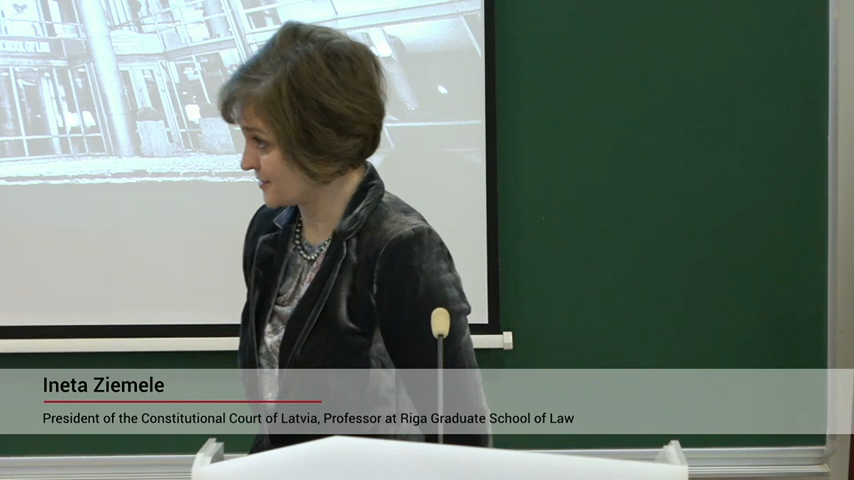 Ineta Ziemele
President of the Constitutional Court of Latvia, Professor at Riga Graduate School of Law